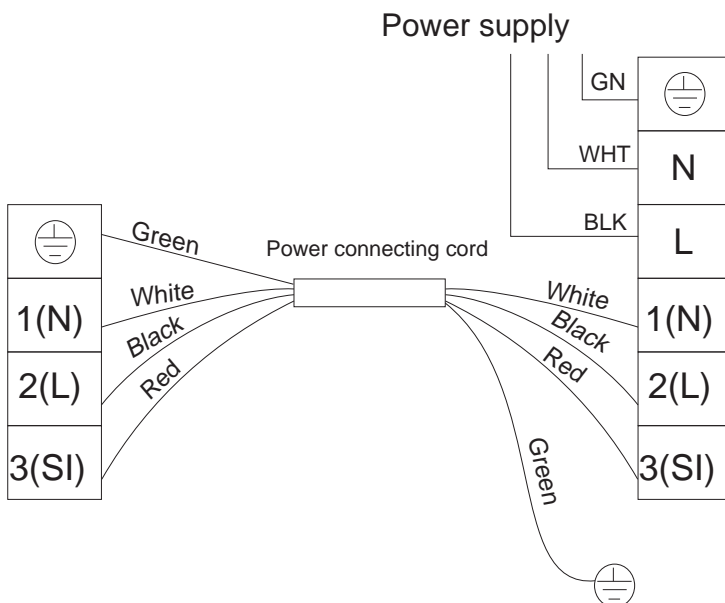 Power supply
GN
WHT
N
BLK
L
Green
Power connecting cord
White
White
1(N)
1(N)
Black
Black
2(L)
2(L)
Red
Red
3(SI)
3(SI)
Green